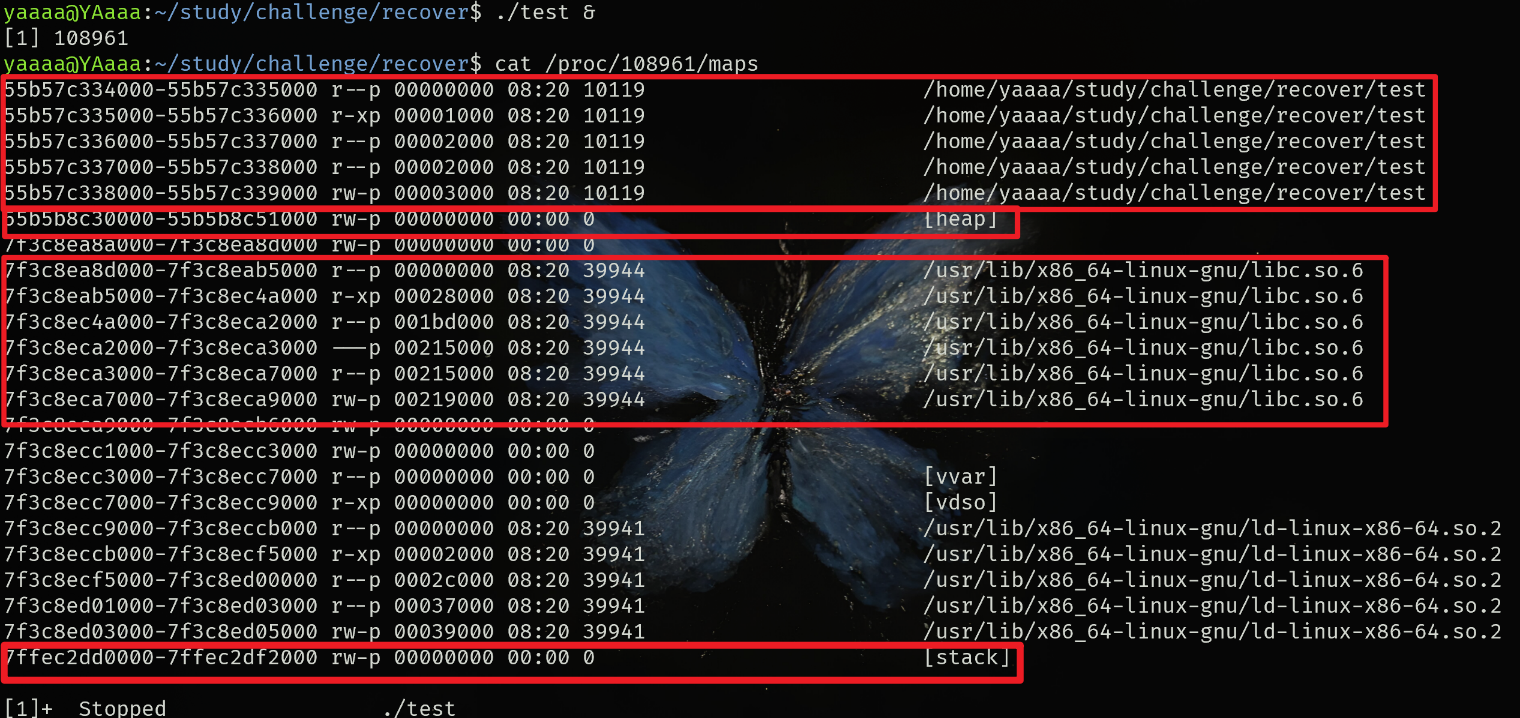 yaaaa@YAaaa:~/study/challenge/recover$ ./test &
[1] 108961
yaaaa@YAaaa:~/study/challenge/recover$ cat /proc/108961/maps
55b57c334000-55b57c335000 r--p 00000000 08:20 10119 /home/yaaaa/study/challenge/recover/test
55b57c335000-55b57c336000 r-xp 00001000 08:20 10119 /home/yaaaa/study/challenge/recover/test
55b57c336000-55b57c337000 r--p 00002000 08:20 10119 /home/yaaaa/study/challenge/recover/test
55b57c337000-55b57c338000 r--p 00002000 08:20 10119 /home/yaaaa/study/challenge/recover/test
55b57c338000-55b57c339000 rw-p 00003000 08:20 10119 /home/yaaaa/study/challenge/recover/test
55b5b8c30000-55b5b8c51000 rw-p 00000000 00:00 0 [heap]
7f3c8ea8a000-7f3c8ea8d000 rw-p 00000000 00:00 0
7f3c8ea8d000-7f3c8eab5000 r--p 00000000 08:20 39944 /usr/lib/x86_64-linux-gnu/libc.so.6
7f3c8eab5000-7f3c8ec4a000 r-xp 00028000 08:20 39944 /usr/lib/x86_64-linux-gnu/libc.so.6
7f3c8ec4a000-7f3c8eca2000 r--p 001bd000 08:20 39944 /usr/lib/x86_64-linux-gnu/libc.so.6
7f3c8eca2000-7f3c8eca3000 ---p 00215000 08:20 39944 /usr/lib/x86_64-linux-gnu/libc.so.6
7f3c8eca3000-7f3c8eca7000 r--p 00215000 08:20 39944 /usr/lib/x86_64-linux-gnu/libc.so.6
7f3c8eca7000-7f3c8eca9000 rw-p 00219000 08:20 39944 /usr/lib/x86_64-linux-gnu/libc.so.6
7f3c8eca9000-7f3c8ecb6000 rw-p 00000000 00:00 0
7f3c8ecc1000-7f3c8ecc3000 rw-p 00000000 00:00 0
7f3c8ecc3000-7f3c8ecc7000 r--p 00000000 00:00 0 [vvar]
7f3c8ecc7000-7f3c8ecc9000 r-xp 00000000 00:00 0 [vdso]
7f3c8ecc9000-7f3c8eccb000 r--p 00000000 08:20 39941 /usr/lib/x86_64-linux-gnu/ld-linux-x86-64.so.2
7f3c8eccb000-7f3c8ecf5000 r-xp 00002000 08:20 39941 /usr/lib/x86_64-linux-gnu/ld-linux-x86-64.so.2
7f3c8ecf5000-7f3c8ed00000 r--p 0002c000 08:20 39941 /usr/lib/x86_64-linux-gnu/ld-linux-x86-64.so.2
7f3c8ed01000-7f3c8ed03000 r--p 00037000 08:20 39941 /usr/lib/x86_64-linux-gnu/ld-linux-x86-64.so.2
7f3c8ed03000-7f3c8ed05000 rw-p 00039000 08:20 39941 /usr/lib/x86_64-linux-gnu/ld-linux-x86-64.so.2
7ffec2dd0000-7ffec2df2000 rw-p 00000000 00:00 0 [stack]
[1]+ Stopped ./test